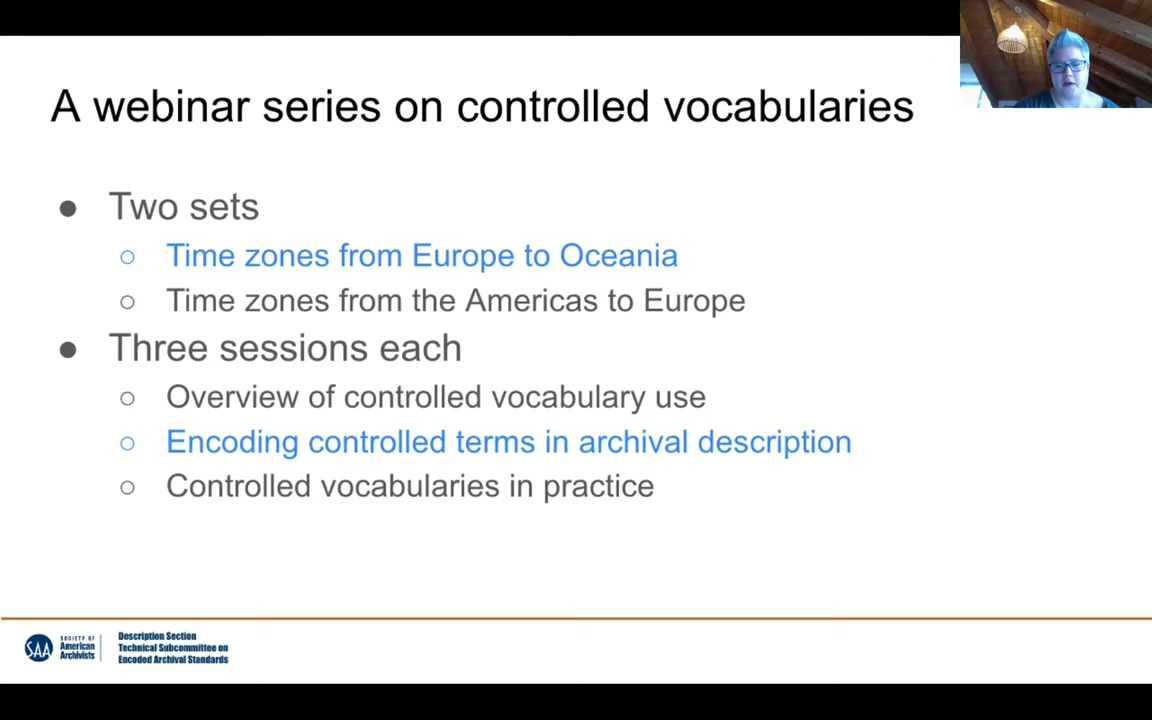 A webinar series on controlled vocabularies
● Two sets
○ Time zones from Europe to Oceania
○ Time zones from the Americas to Europe
● Three sessions each
○ Overview of controlled vocabulary use
○ Encoding controlled terms in archival description
○ Controlled vocabularies in practice
SAA
SOCIETY OF
American
Archivists
Description Section
Technical Subcommittee on
Encoded Archival Standards